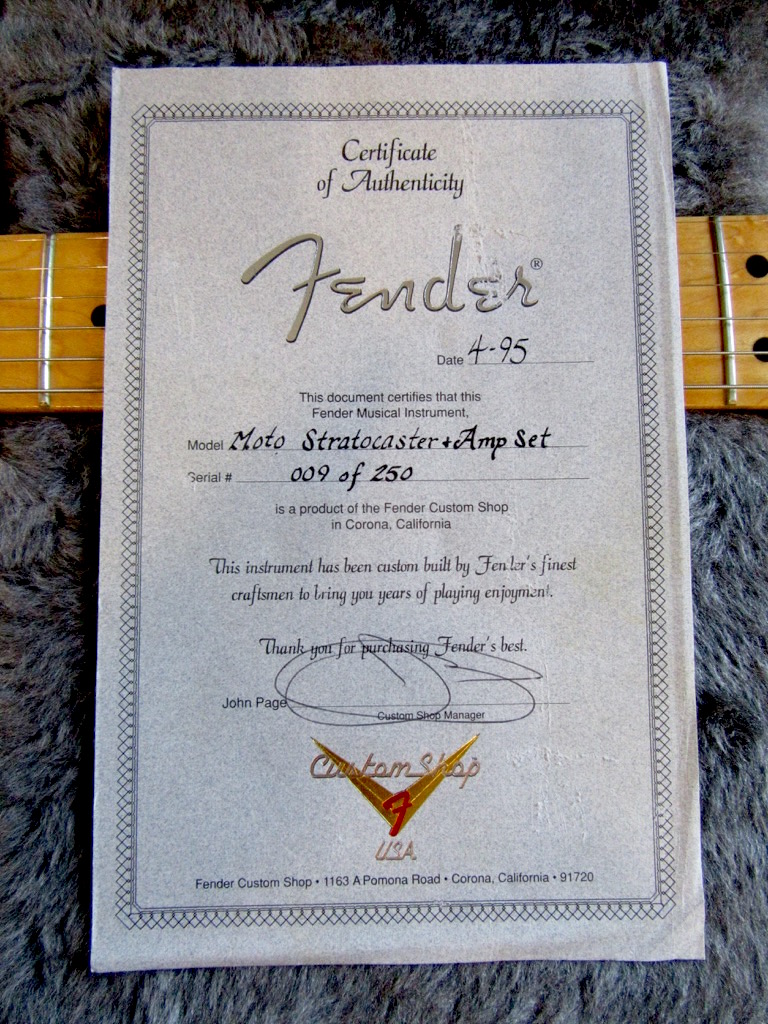 Certificate
of Authenticity
Fender®
Date 4-95
This document certifies that this
Fender Musical Instrument,
Model Moto Stratocaster + Amp Set
Serial # 009 of 250
is a product of the Fender Custom Shop
in Corona, California
This instrument has been custom built by Fender's finest
craftsmen to bring you years of playing enjoyment.
Thank you for purchasing Fender's best.
John Page
Custom Shop Manager
Custom Shop
F
USA
Fender Custom Shop • 1163 A Pomona Road • Corona, California • 91720